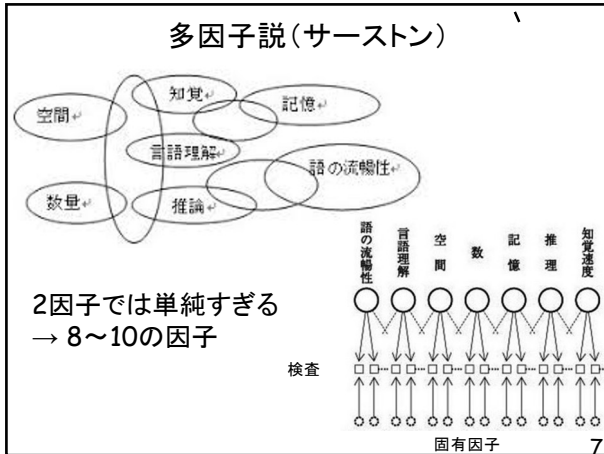 多因子説(サーストン)
知覚
記憶
空間
言語理解
語の流暢性
数量
推論
2因子では単純すぎる
→ 8~10の因子
語の流暢性
言語理解
空間
数
記憶
推理
知覚速度
検査
固有因子
7